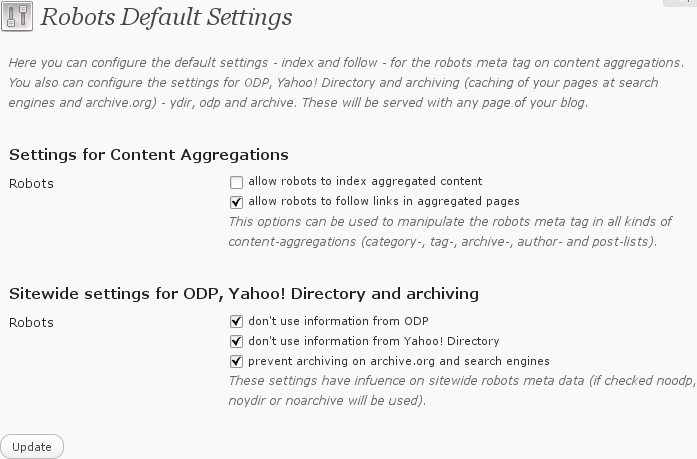 Robots Default Settings
Here you can configure the default settings - index and follow - for the robots meta tag on content aggregations.
You also can configure the settings for ODP, Yahoo! Directory and archiving (caching of your pages at search
engines and archive.org) - ydir, odp and archive. These will be served with any page of your blog.
Settings for Content Aggregations
Robots
allow robots to index aggregated content
allow robots to follow links in aggregated pages
This options can be used to manipulate the robots meta tag in all kinds of
content-aggregations (category-, tag-, archive-, author- and post-lists).
Sitewide settings for ODP, Yahoo! Directory and archiving
Robots
don't use information from ODP
don't use information from Yahoo! Directory
prevent archiving on archive.org and search engines
These settings have infuence on sitewide robots meta data (if checked noodp,
noydir or noarchive will be used).
Update